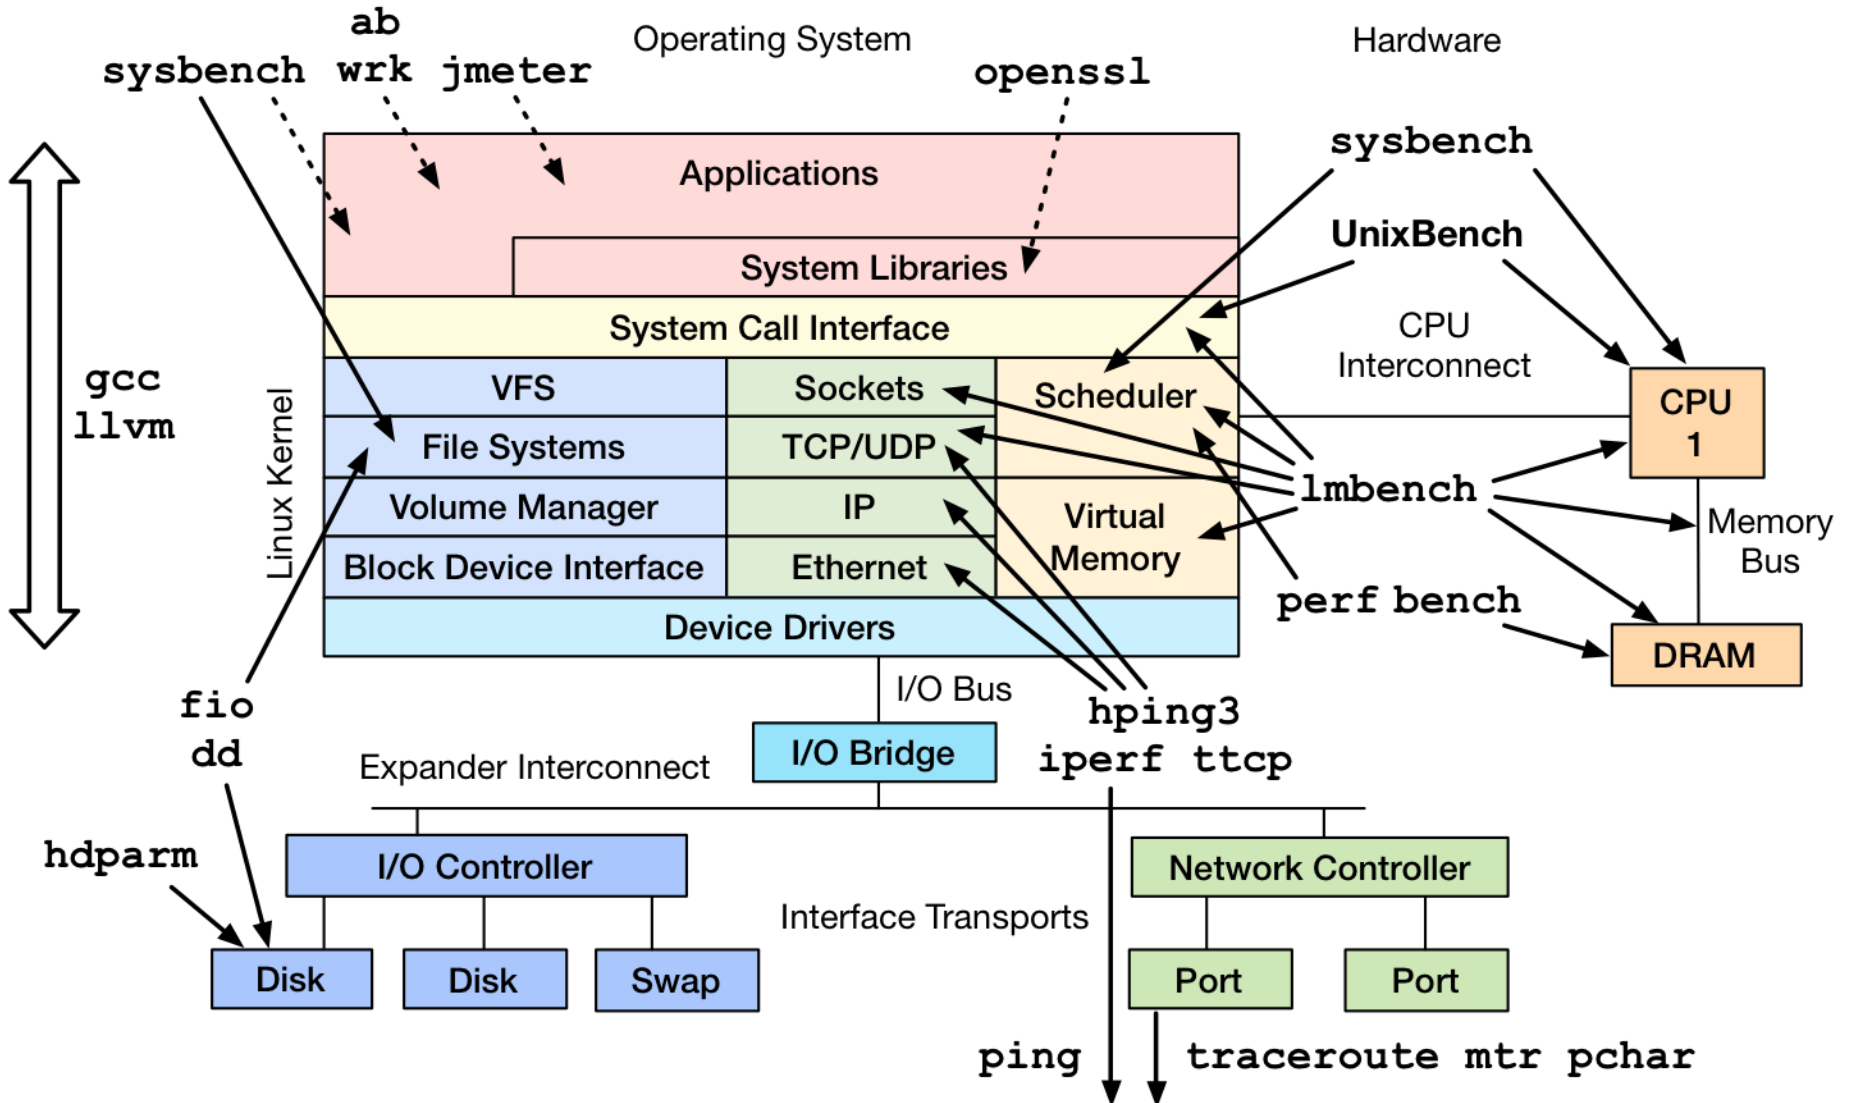 ab
Operating System
Hardware
sysbench
wrk
jmeter
openssl
sysbench
Applications
UnixBench
System Libraries
System Call Interface
CPU
Interconnect
gcc
llvm
Linux Kernel
VFS
Sockets
Scheduler
CPU
1
File Systems
TCP/UDP
lmbench
Volume Manager
IP
Virtual
Memory
Memory
Bus
Block Device Interface
Ethernet
perf bench
Device Drivers
DRAM
I/O Bus
fio
dd
hping3
iperf ttcp
I/O Bridge
Expander Interconnect
hdparm
I/O Controller
Network Controller
Interface Transports
Disk
Disk
Swap
Port
Port
ping
traceroute mtr pchar